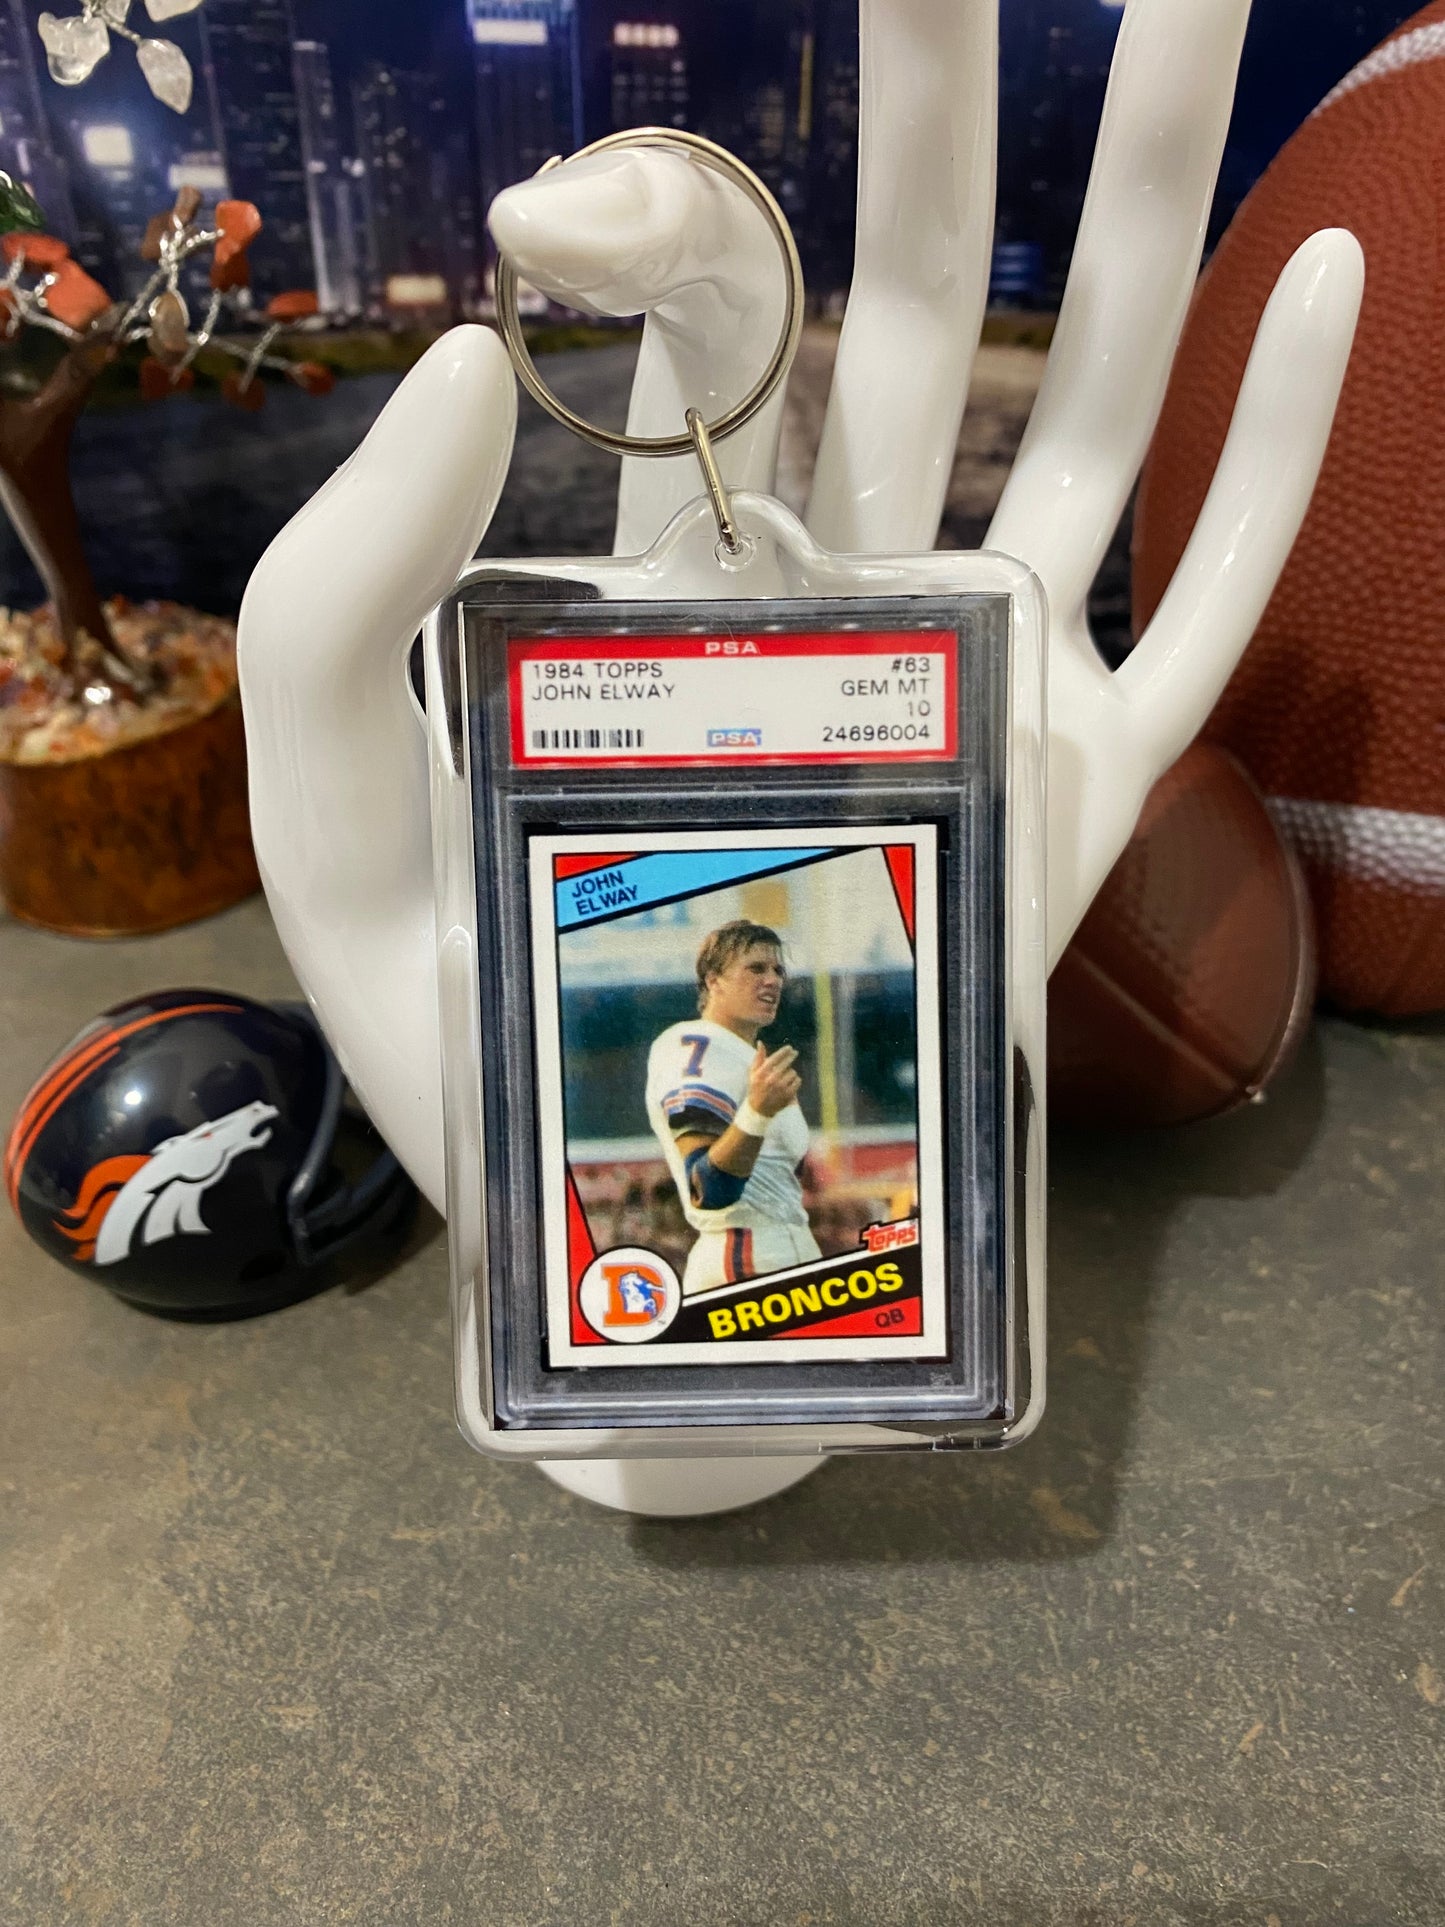 PSA
1984 TOPPS #63
JOHN ELWAY GEM MT
10
PSA 24696004
JOHN
ELWAY
7
TOPPS
BRONCOS
QB
D